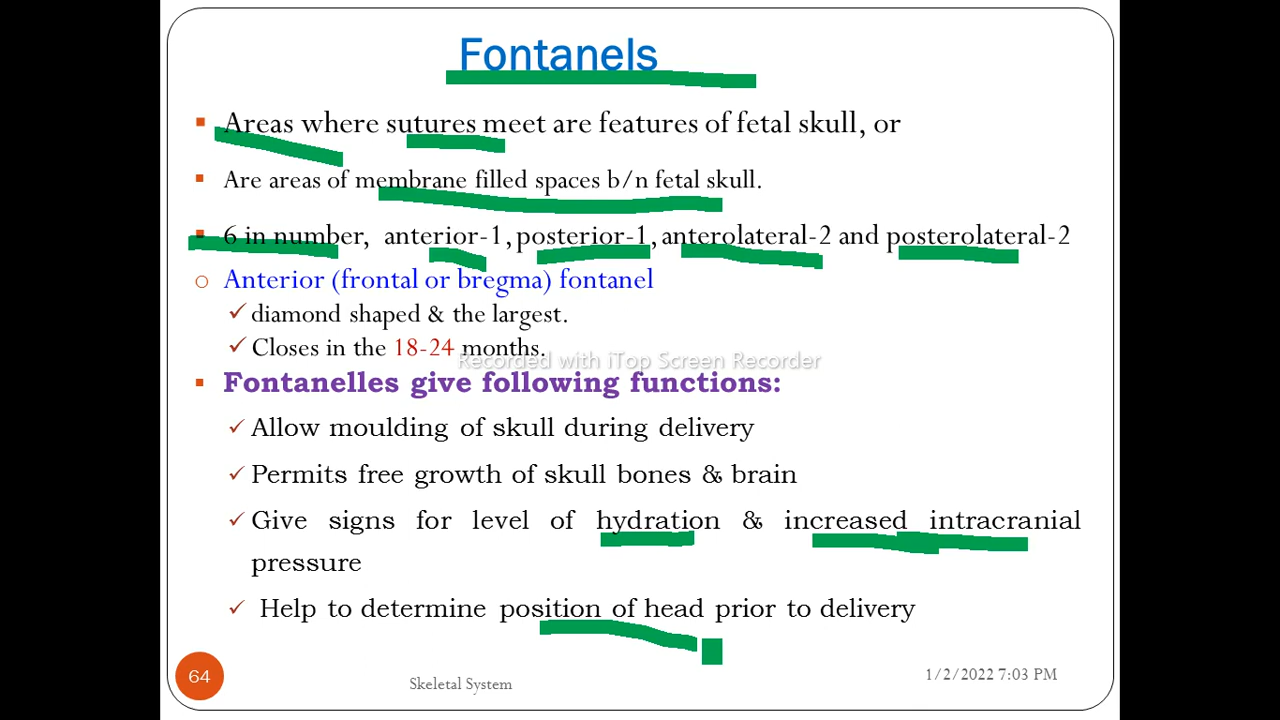 Fontanels
▪ Areas where sutures meet are features of fetal skull, or
▪ Are areas of membrane filled spaces b/n fetal skull.
▪ 6 in number, anterior-1, posterior-1, anterolateral-2 and posterolateral-2
o Anterior (frontal or bregma) fontanel
✓ diamond shaped & the largest.
✓ Closes in the 18-24 months.
Recorded with iTop Screen Recorder
▪ Fontanelles give following functions:
✓ Allow moulding of skull during delivery
✓ Permits free growth of skull bones & brain
✓ Give signs for level of hydration & increased intracranial
pressure
✓ Help to determine position of head prior to delivery
64
Skeletal System
1/2/2022 7:03 PM